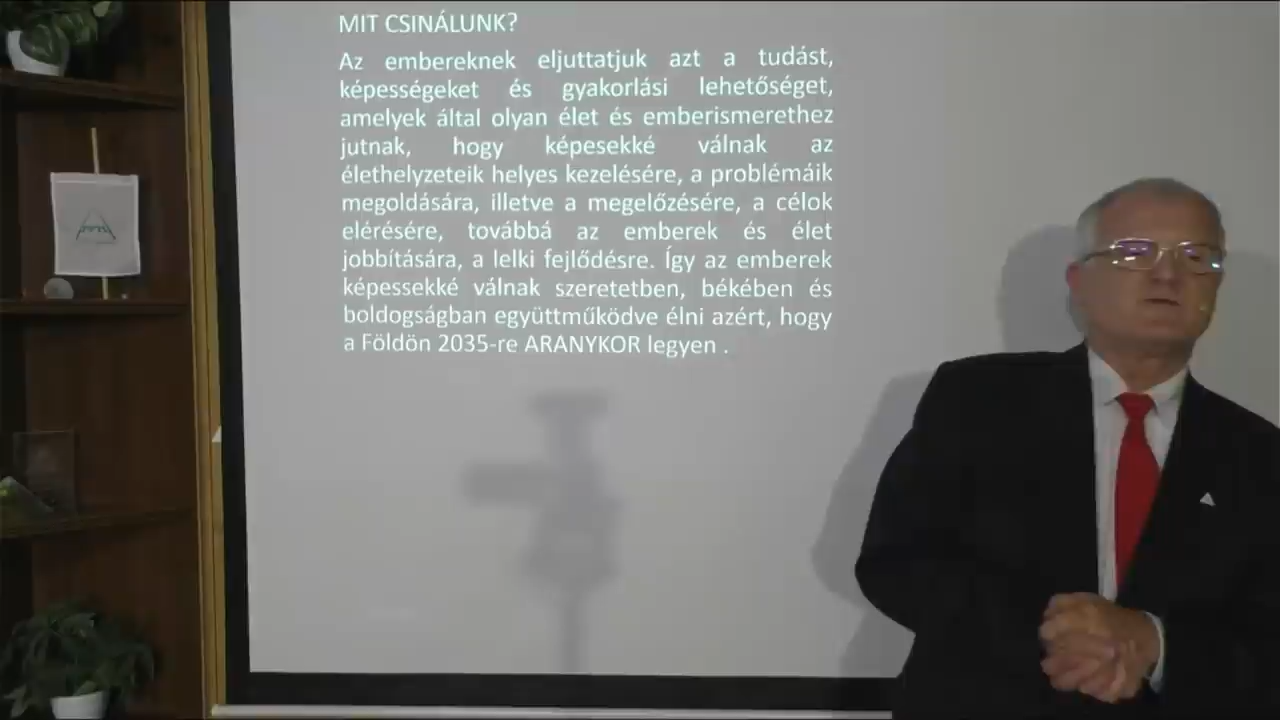 MIT CSINÁLUNK?
Az embereknek eljuttatjuk azt a tudást,
képességeket és gyakorlási lehetőséget,
amelyek által olyan élet és emberismerethez
jutnak, hogy képesekké válnak az
élethelyzeteik helyes kezelésére, a problémáik
megoldására, illetve a megelőzésére, a célok
elérésére, továbbá az emberek és élet
jobbítására, a lelki fejlődésre. Így az emberek
képessekké válnak szeretetben, békében és
boldogságban együttműködve élni azért, hogy
a Földön 2035-re ARANYKOR legyen .